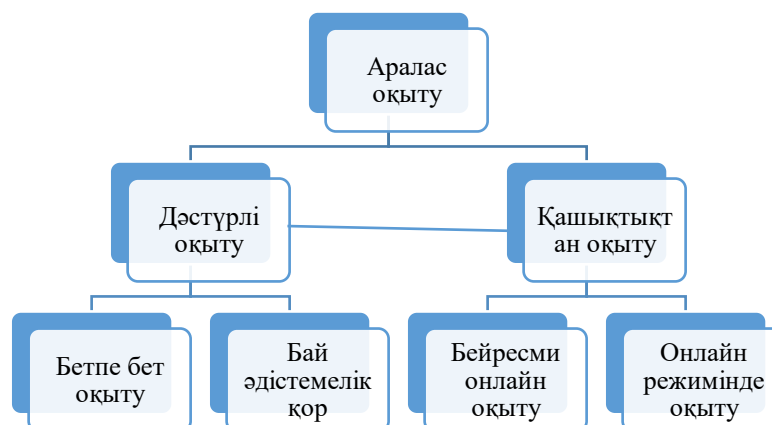 Аралас
оқыту
Дәстүрлі
оқыту
Қашықтықт
ан оқыту
Бетпе бет
оқыту
Бай
әдістемелік
қор
Бейресми
онлайн
оқыту
Онлайн
режимінде
оқыту